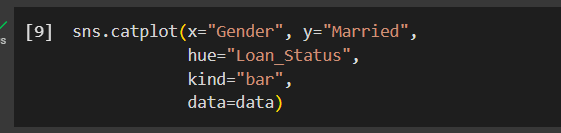 [9] sns.catplot(x="Gender", y="Married",
hue="Loan_Status",
kind="bar",
data=data)
s